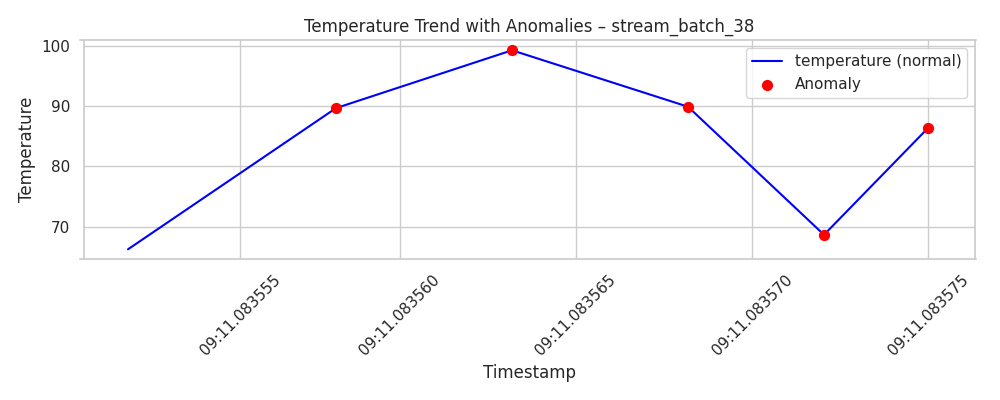 Temperature Trend with Anomalies – stream_batch_38
temperature (normal)
Anomaly
Temperature
100
90
80
70
09:11.083555
09:11.083560
09:11.083565
09:11.083570
09:11.083575
Timestamp